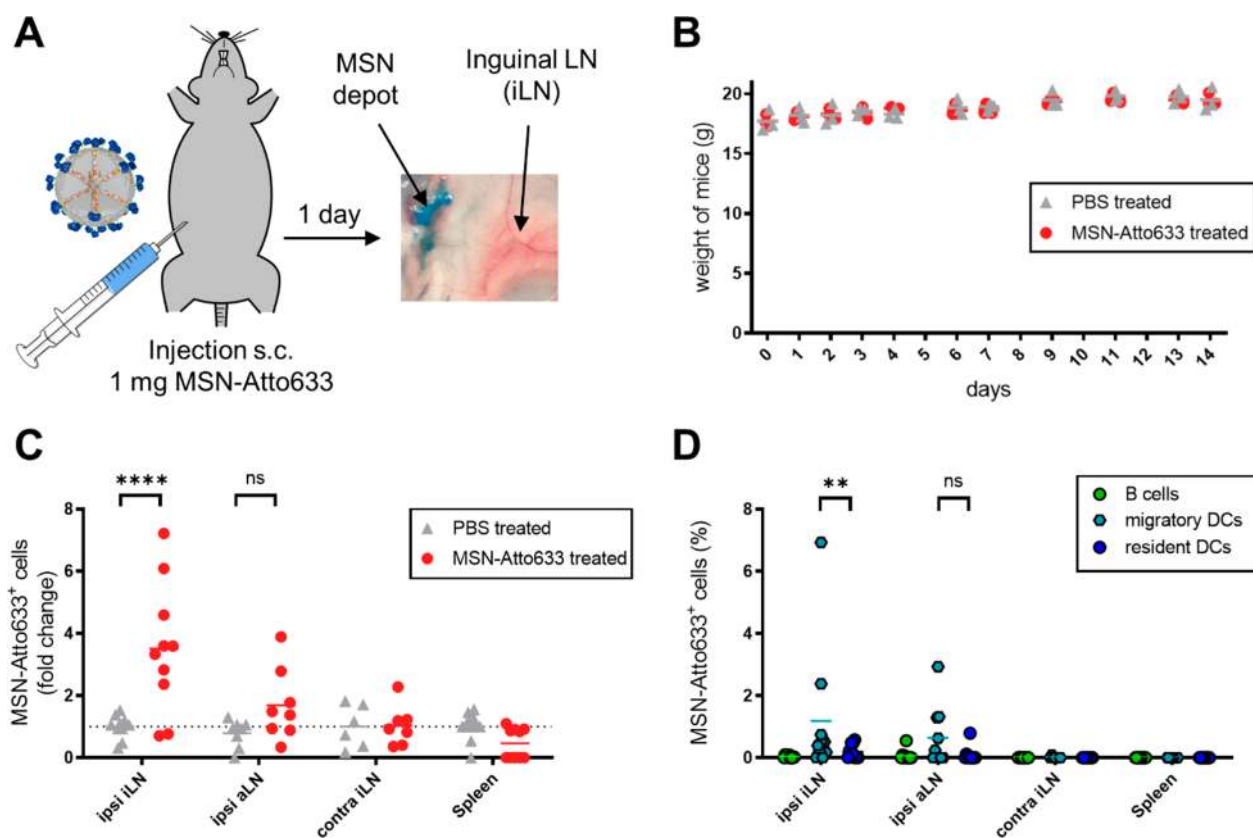 A
MSN
depot
Inguinal LN
(iLN)
1 day
Injection s.c.
1 mg MSN-Atto633
B
weight of mice (g)
20
15
10
5
0
PBS treated
MSN-Atto633 treated
0 1 2 3 4 5 6 7 8 9 10 11 12 13 14
days
C
MSN-Atto633+ cells
(fold change)
8
6
4
2
0
****
ns
PBS treated
MSN-Atto633 treated
ipsi iLN
ipsi aLN
contra iLN
Spleen
D
MSN-Atto633+ cells (%)
8
6
4
2
0
**
ns
B cells
migratory DCs
resident DCs
ipsi iLN
ipsi aLN
contra iLN
Spleen